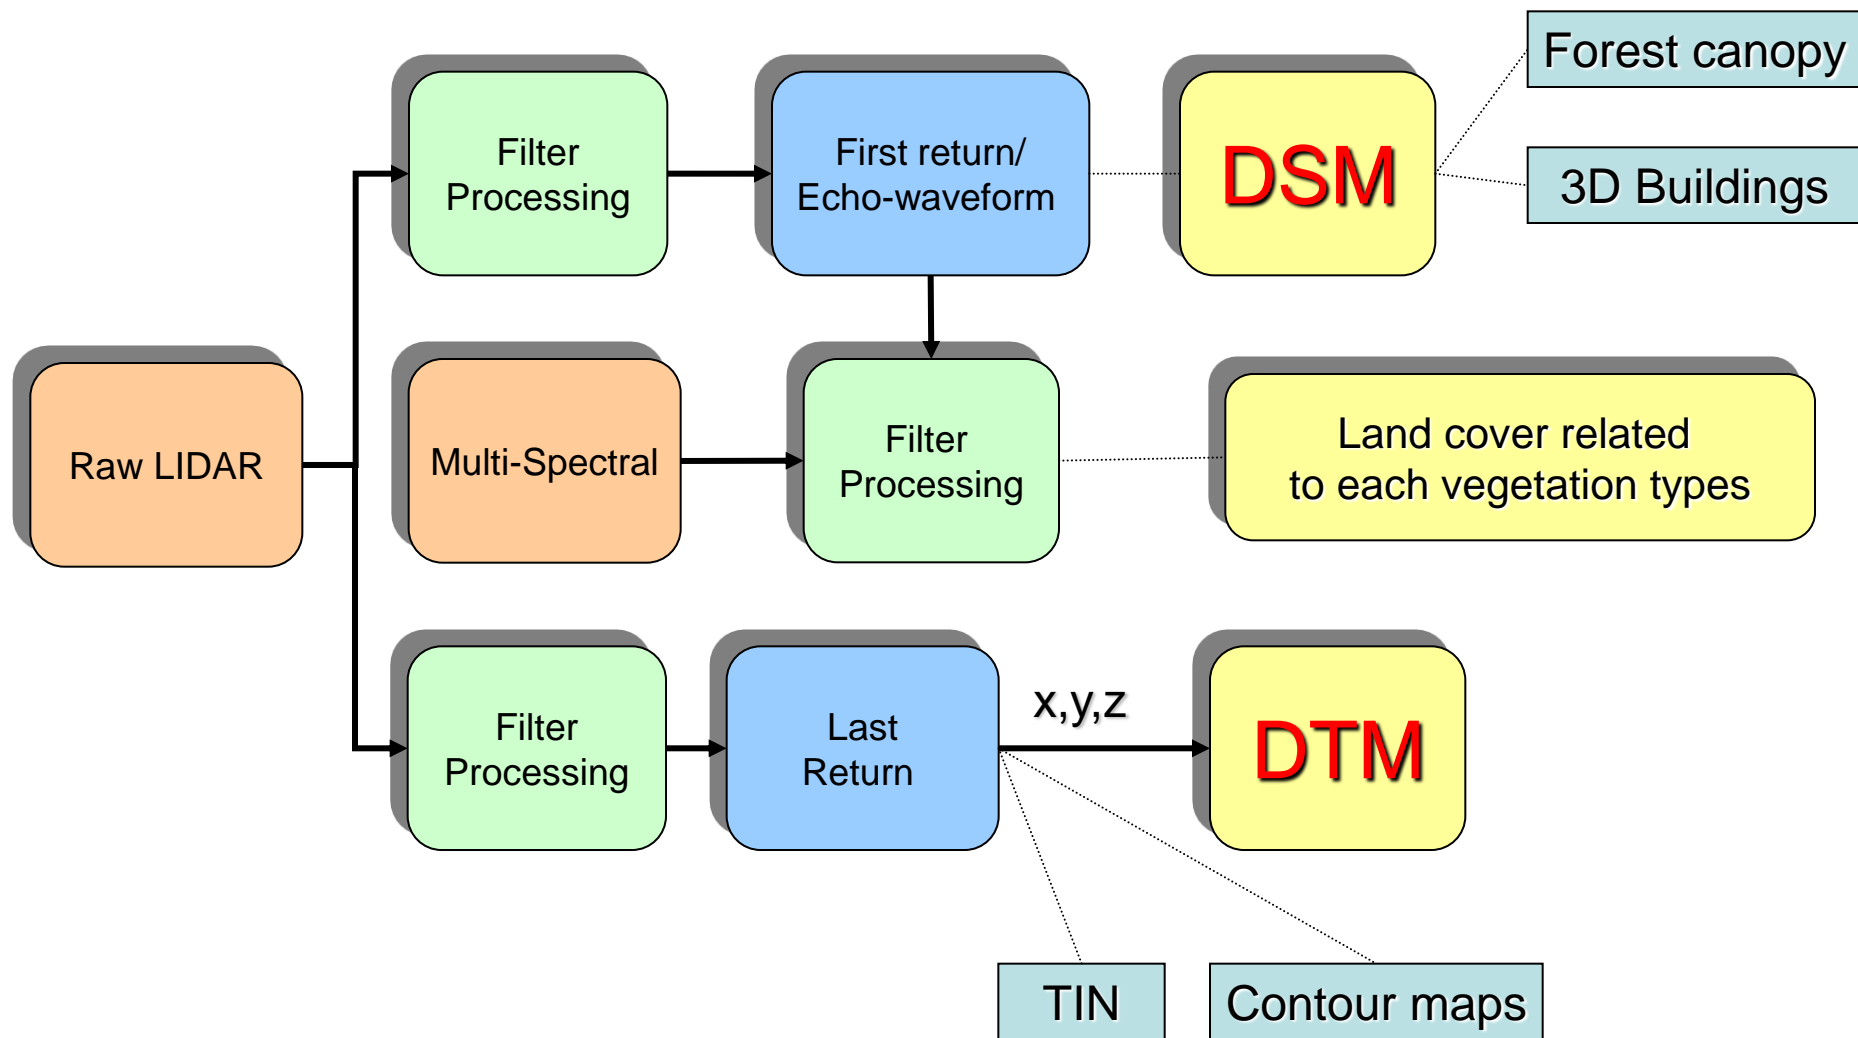 Forest canopy
Filter
Processing
First return/
Echo-waveform
DSM
3D Buildings
Raw LIDAR
Multi-Spectral
Filter
Processing
Land cover related
to each vegetation types
Filter
Processing
Last
Return
x,y,z
DTM
TIN
Contour maps